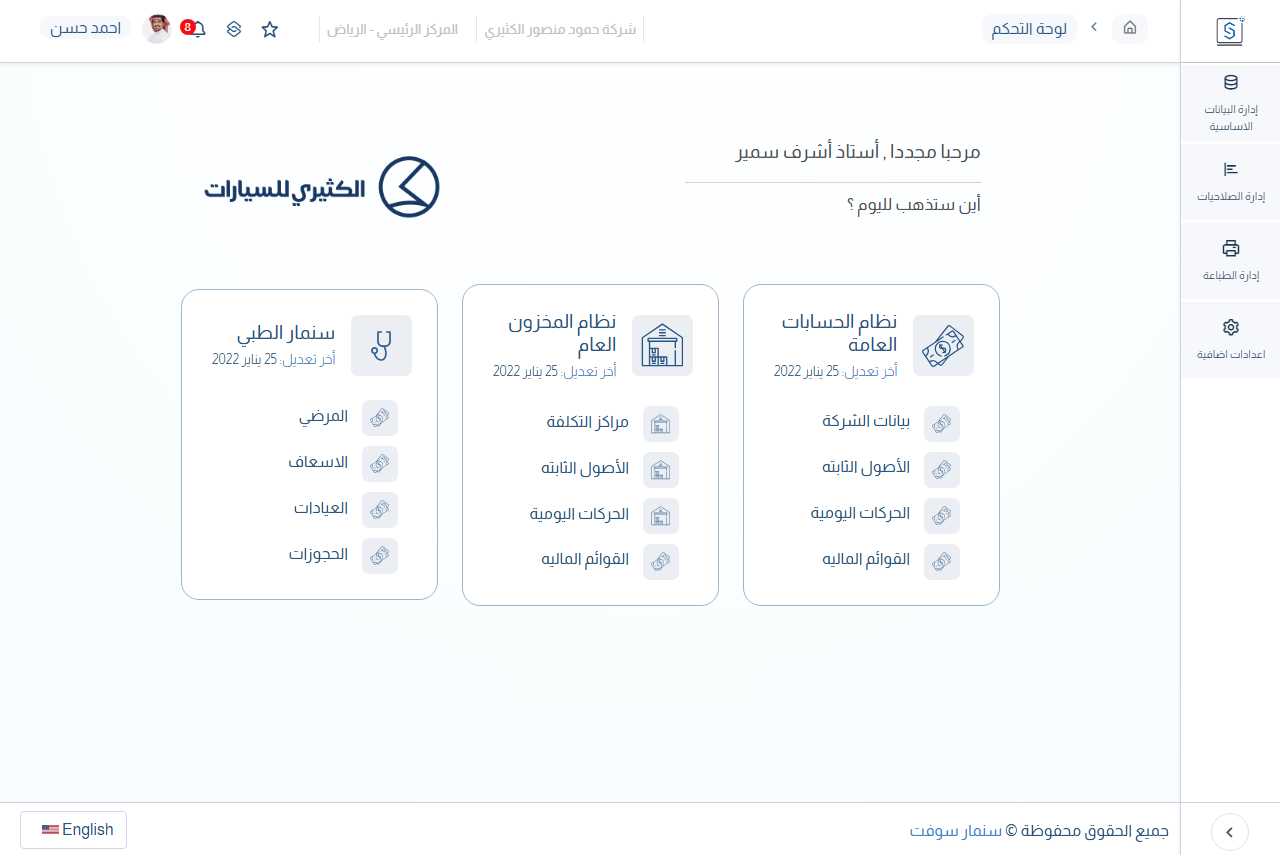 لوحة التحكم
شركة حمود منصور الكثيري
المركز الرئيسي - الرياض
8
احمد حسن
إدارة البيانات
الاساسية
إدارة الصلاحيات
إدارة الطباعة
اعدادات اضافية
مرحبا مجددا , أستاذ أشرف سمير
أين ستذهب لليوم ؟
الكثيري للسيارات
نظام الحسابات
العامة
أخر تعديل: 25 يناير 2022
بيانات الشركة
الأصول الثابته
الحركات اليومية
القوائم الماليه
نظام المخزون
العام
أخر تعديل: 25 يناير 2022
مراكز التكلفة
الأصول الثابته
الحركات اليومية
القوائم الماليه
سنمار الطبي
أخر تعديل: 25 يناير 2022
المرضي
الاسعاف
العيادات
الحجوزات
جميع الحقوق محفوظة © سنمار سوفت
English